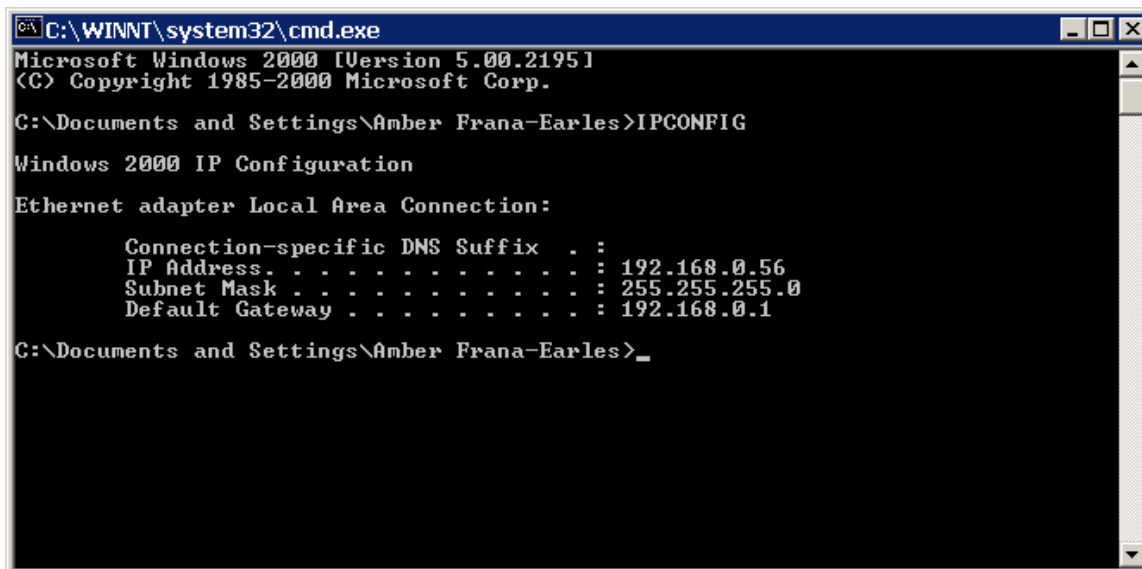 C:\WINNT\system32\cmd.exe
Microsoft Windows 2000 [Version 5.00.2195]
(C) Copyright 1985-2000 Microsoft Corp.
C:\Documents and Settings\Amber Frana-Earles>IPCONFIG
Windows 2000 IP Configuration
Ethernet adapter Local Area Connection:
Connection-specific DNS Suffix . :
IP Address. . . . . . . . . . . . : 192.168.0.56
Subnet Mask . . . . . . . . . . . : 255.255.255.0
Default Gateway . . . . . . . . . : 192.168.0.1
C:\Documents and Settings\Amber Frana-Earles>_